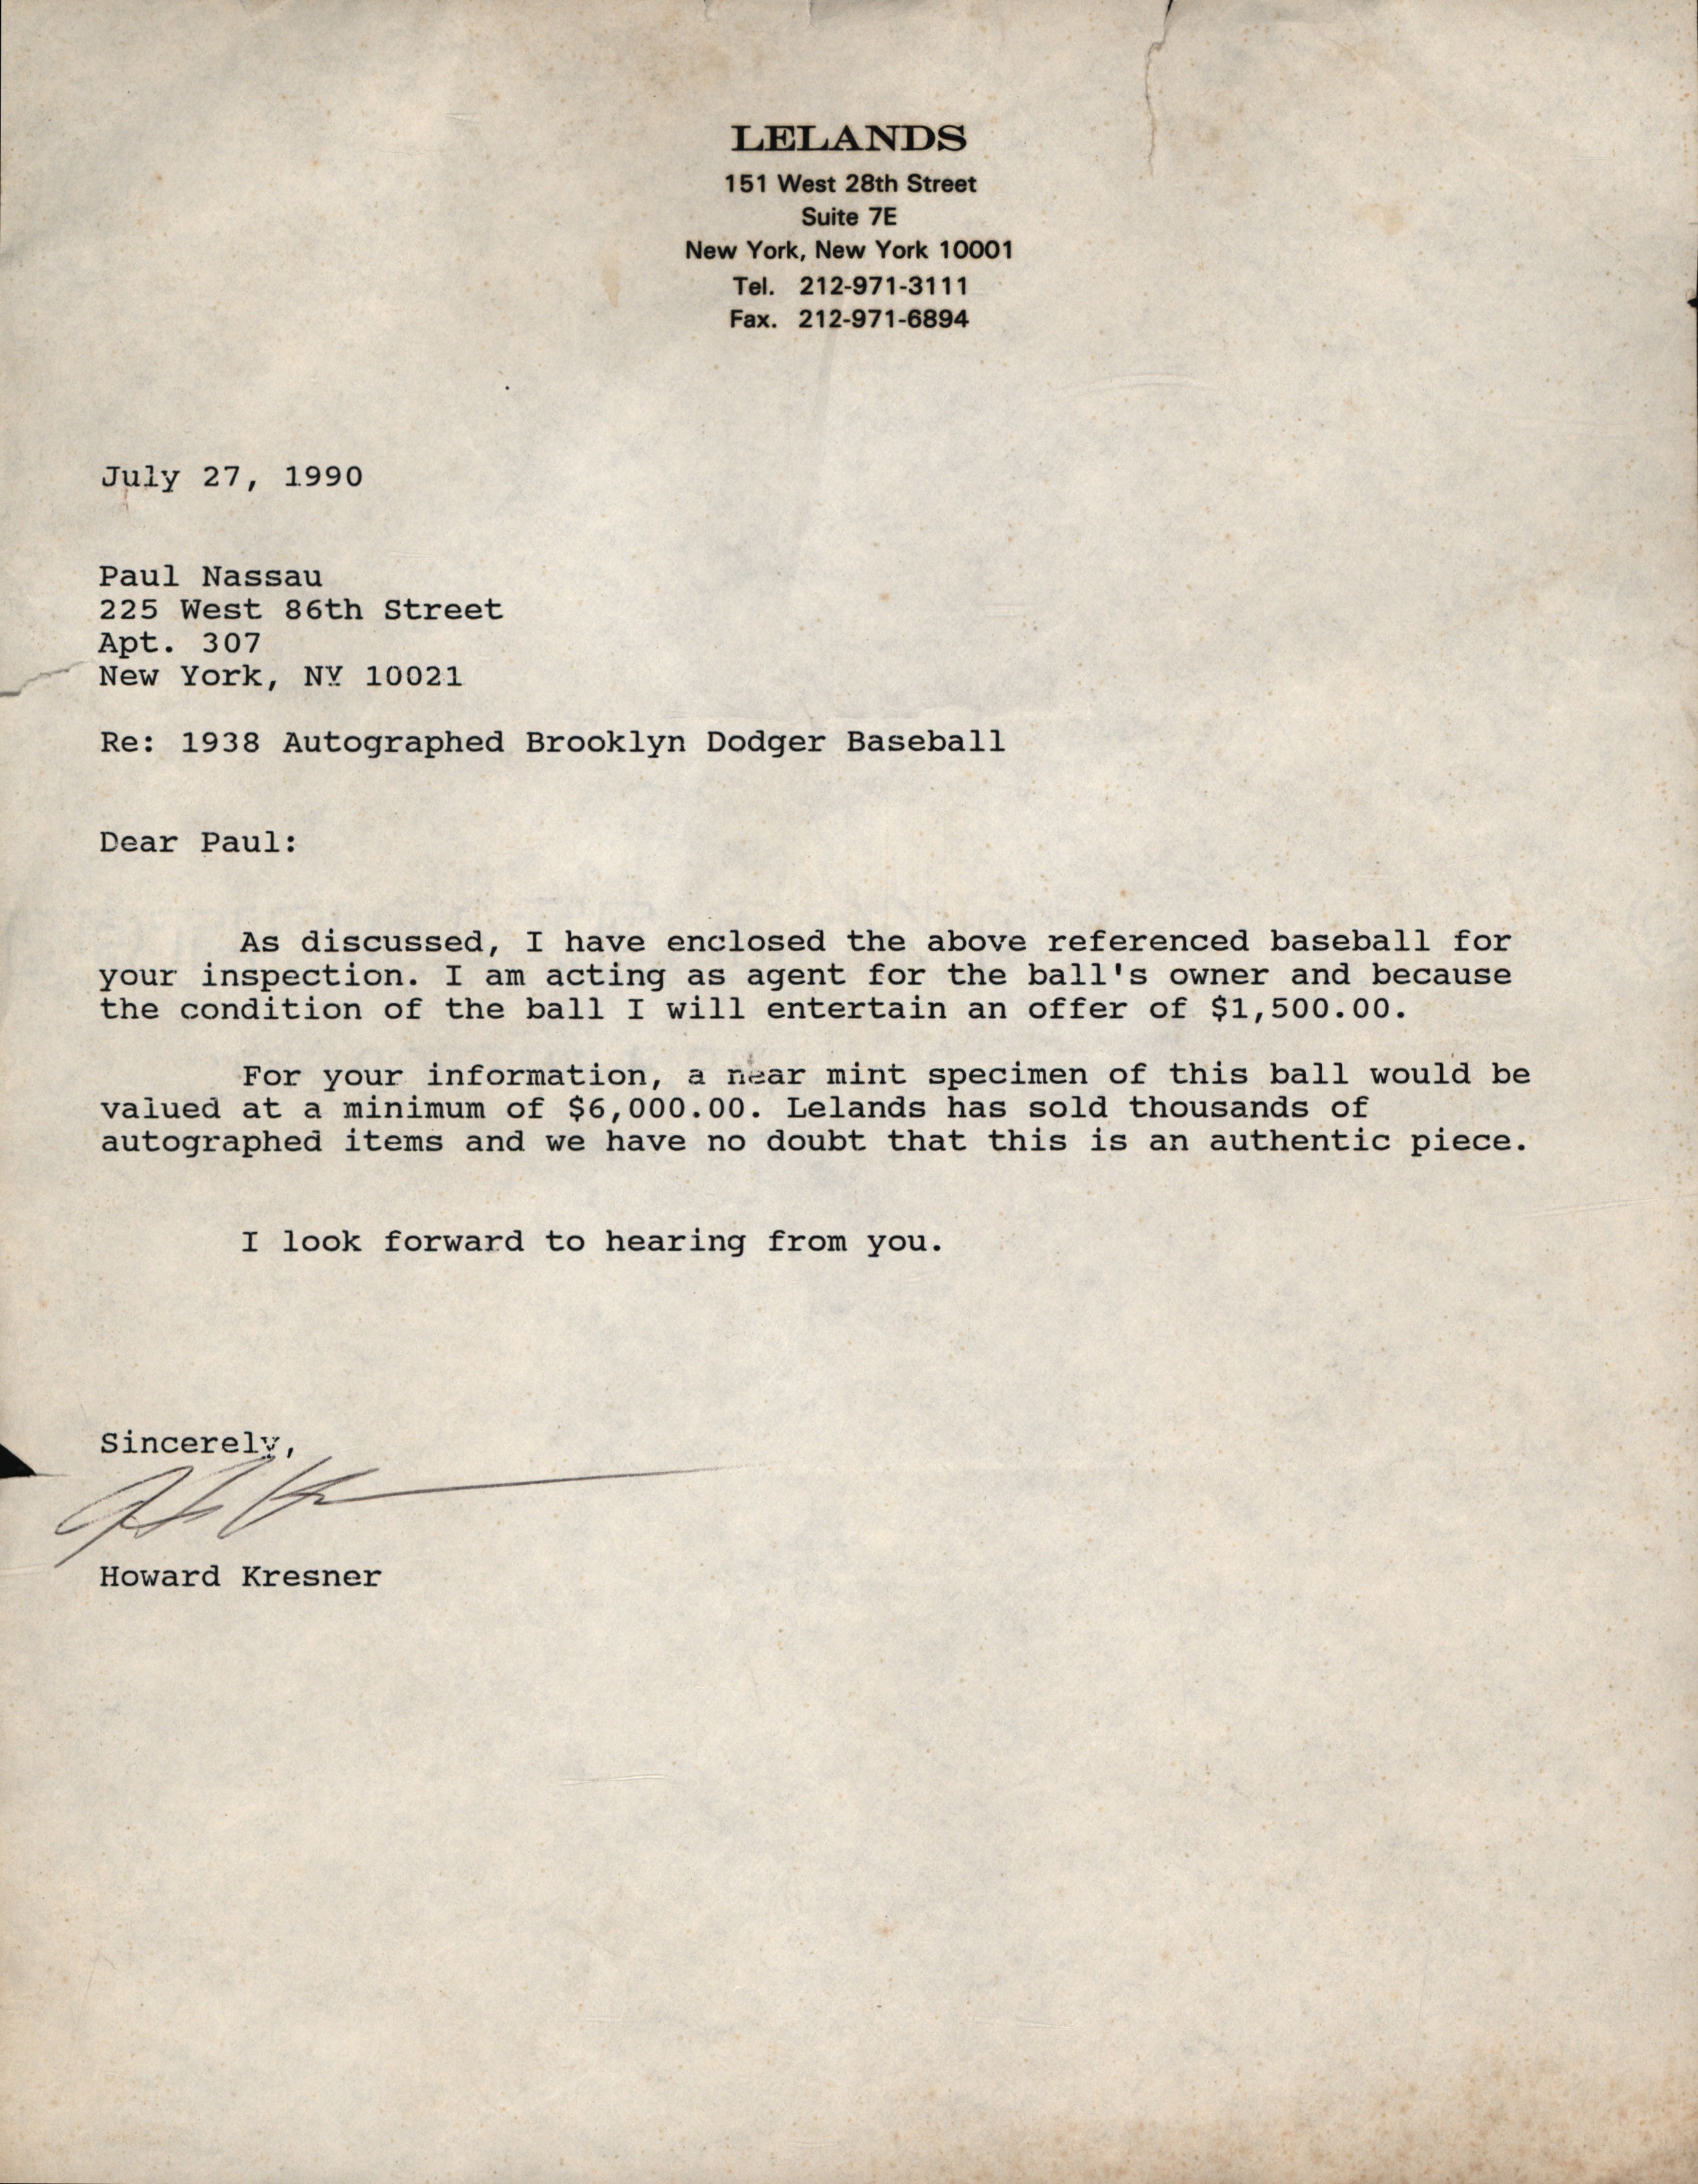 LELANDS
151 West 28th Street
Suite 7E
New York, New York 10001
Tel. 212-971-3111
Fax. 212-971-6894
July 27, 1990
Paul Nassau
225 West 86th Street
Apt. 307
New York, NY 10021
Re: 1938 Autographed Brooklyn Dodger Baseball
Dear Paul:
As discussed, I have enclosed the above referenced baseball for
your inspection. I am acting as agent for the ball's owner and because
the condition of the ball I will entertain an offer of $1,500.00.
For your information, a near mint specimen of this ball would be
valued at a minimum of $6,000.00. Lelands has sold thousands of
autographed items and we have no doubt that this is an authentic piece.
I look forward to hearing from you.
Sincerely,
Howard Kresner